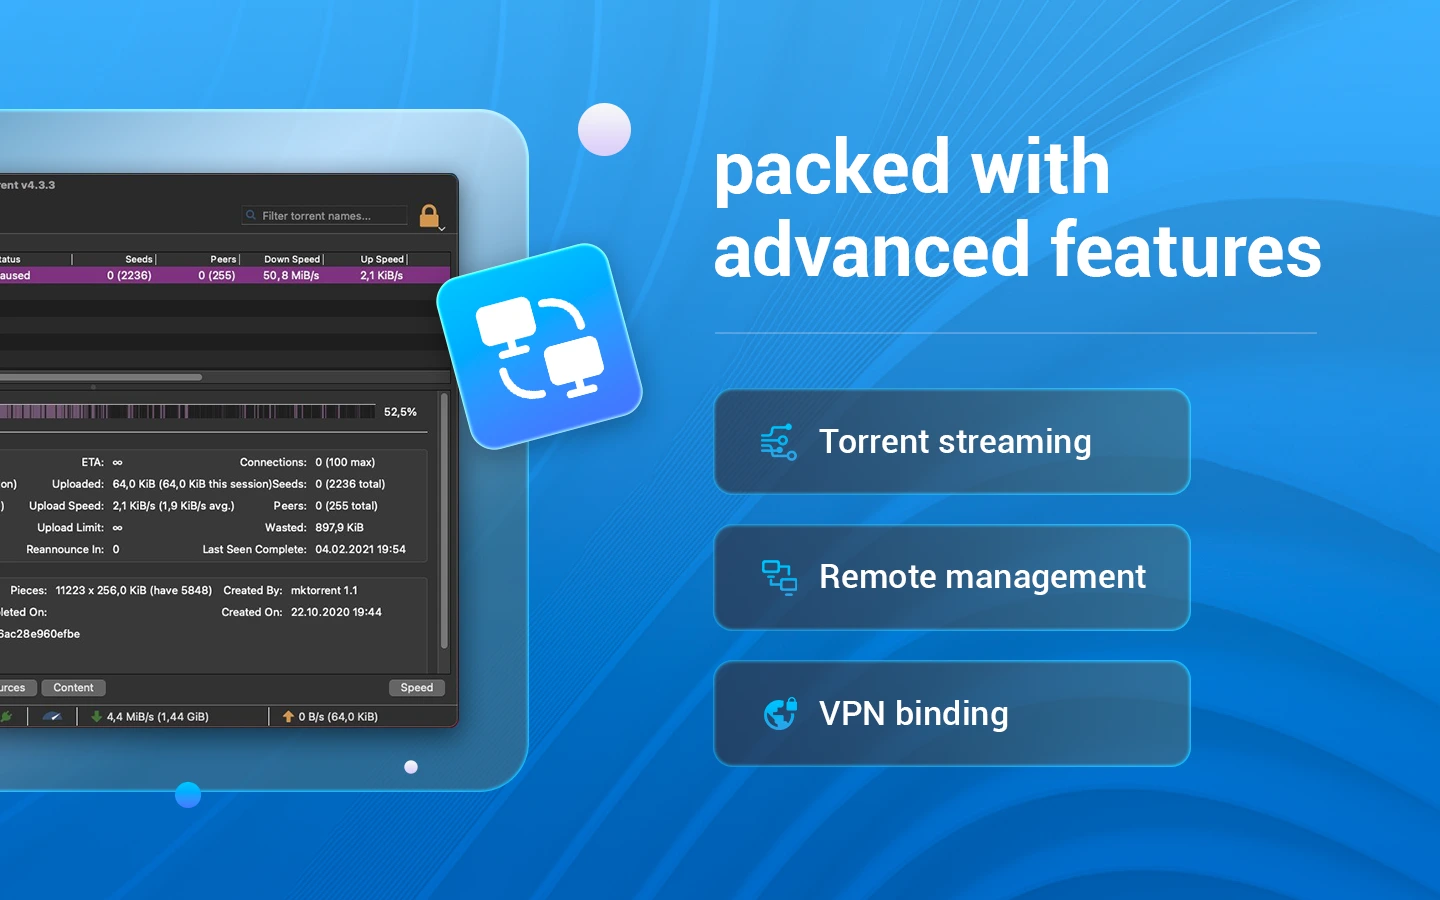 packed with
advanced features
Torrent streaming
Remote management
VPN binding
rent v4.3.3
Filter torrent names...
tatus Seeds Peers Down Speed Up Speed
aused 0 (2236) 0 (255) 50,8 MiB/s 2,1 KiB/s
52,5%
ETA: ∞ Connections: 0 (100 max)
on) Uploaded: 64,0 KiB (64,0 KiB this session) Seeds: 0 (2236 total)
) Upload Speed: 2,1 KiB/s (1,9 KiB/s avg.) Peers: 0 (255 total)
Upload Limit: ∞ Wasted: 897,9 KiB
Reannounce In: 0 Last Seen Complete: 04.02.2021 19:54
Pieces: 11223 x 256,0 KiB (have 5848) Created By: mktorrent 1.1
leted On: Created On: 22.10.2020 19:44
6ac28e960efbe
urces Content Speed
4,4 MiB/s (1,44 GiB) 0 B/s (64,0 KiB)